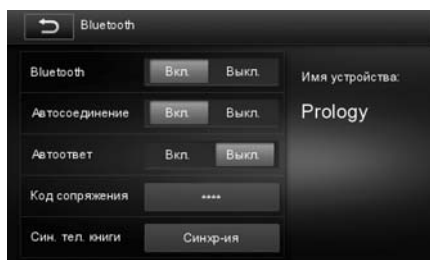 Bluetooth
Bluetooth Вкл. Выкл.
Имя устройства:
Автосоединение Вкл. Выкл.
Prology
Автоответ Вкл. Выкл.
Код сопряжения ****
Син. тел. книги Синхр-ия